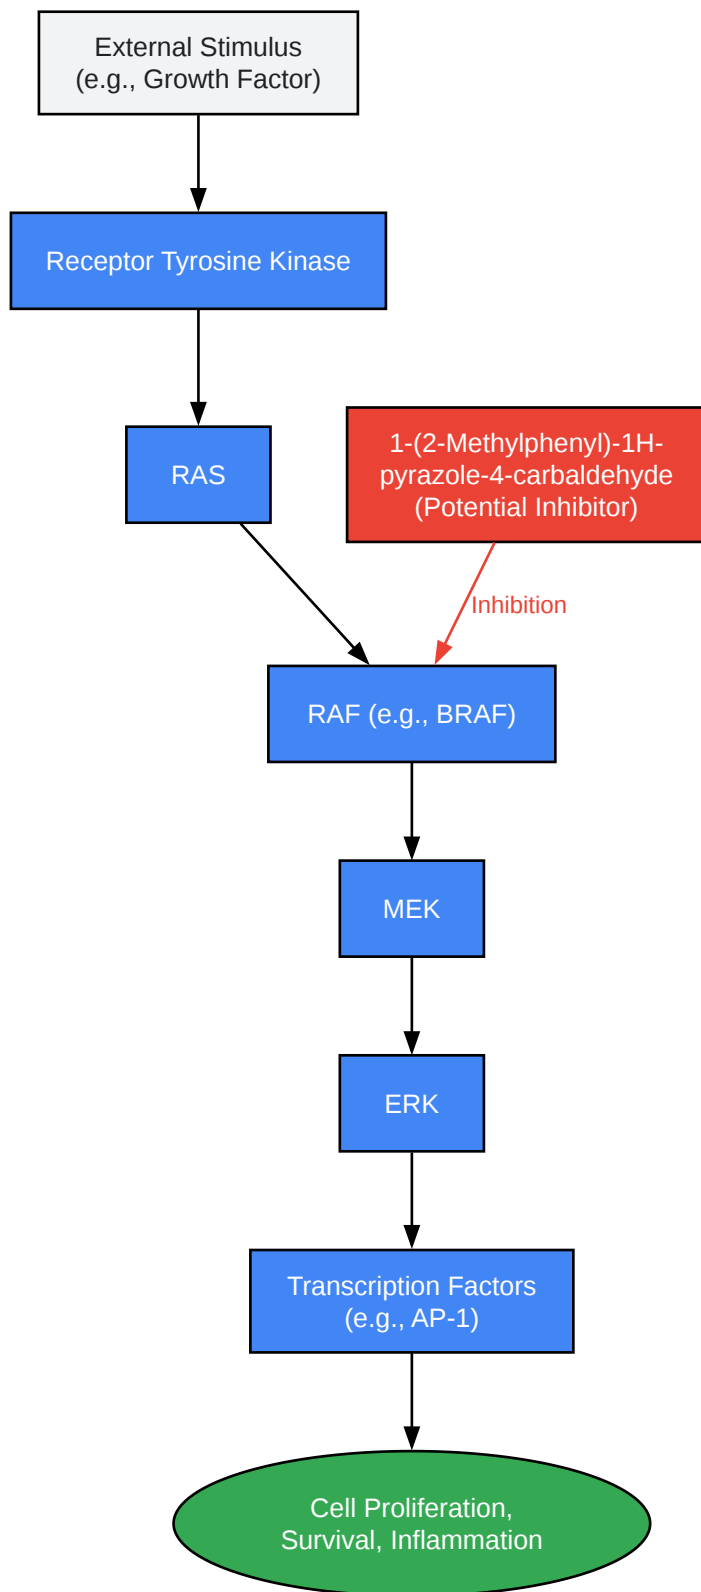 External Stimulus
(e.g., Growth Factor)
Receptor Tyrosine Kinase
RAS
1-(2-Methylphenyl)-1H-
pyrazole-4-carbaldehyde
(Potential Inhibitor)
Inhibition
RAF (e.g., BRAF)
MEK
ERK
Transcription Factors
(e.g., AP-1)
Cell Proliferation,
Survival, Inflammation